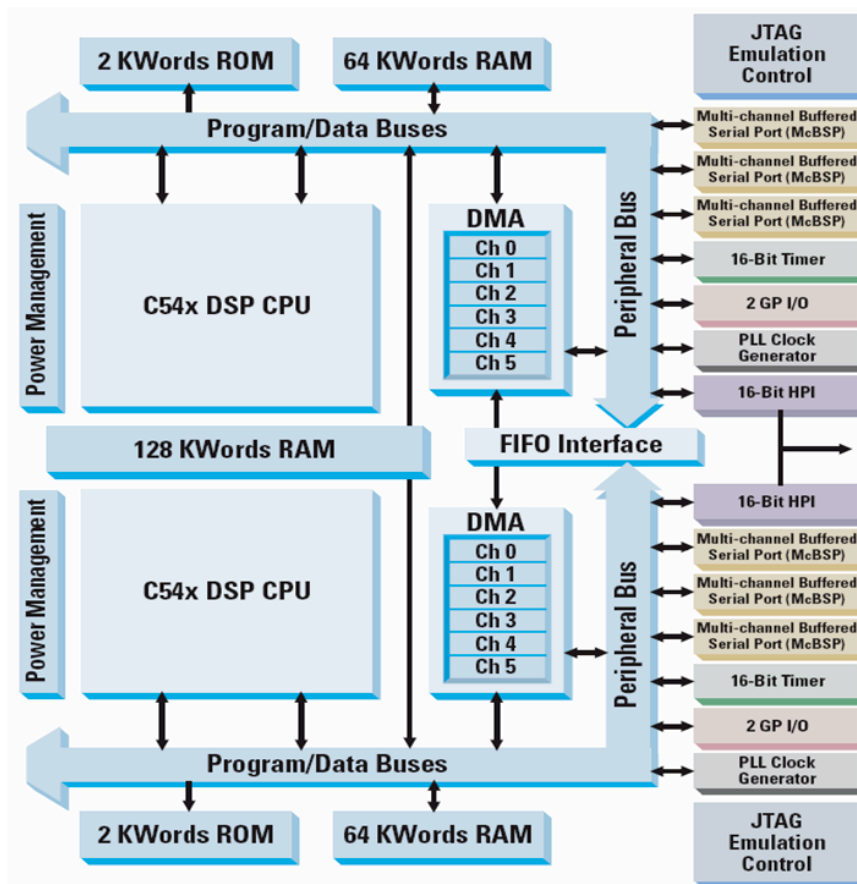 2 KWords ROM
64 KWords RAM
JTAG
Emulation
Control
Program/Data Buses
Multi-channel Buffered
Serial Port (McBSP)
Multi-channel Buffered
Serial Port (McBSP)
Multi-channel Buffered
Serial Port (McBSP)
16-Bit Timer
2 GP I/O
PLL Clock
Generator
16-Bit HPI
Power Management
C54x DSP CPU
DMA
Ch 0
Ch 1
Ch 2
Ch 3
Ch 4
Ch 5
Peripheral Bus
128 KWords RAM
FIFO Interface
Power Management
C54x DSP CPU
DMA
Ch 0
Ch 1
Ch 2
Ch 3
Ch 4
Ch 5
Peripheral Bus
16-Bit HPI
Multi-channel Buffered
Serial Port (McBSP)
Multi-channel Buffered
Serial Port (McBSP)
Multi-channel Buffered
Serial Port (McBSP)
16-Bit Timer
2 GP I/O
PLL Clock
Generator
Program/Data Buses
2 KWords ROM
64 KWords RAM
JTAG
Emulation
Control